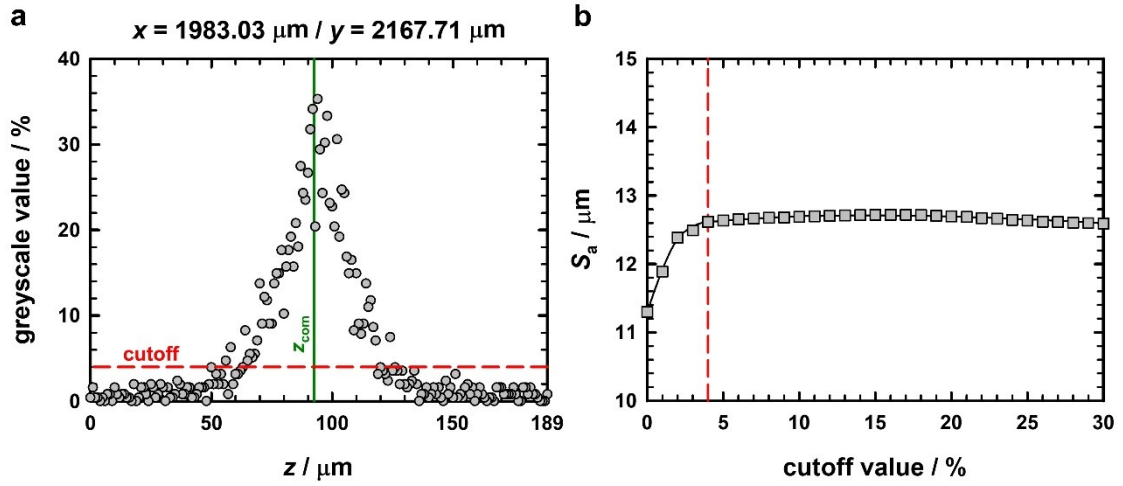 a
x = 1983.03 μm / y = 2167.71 μm
40
30
20
10
0
greyscale value / %
cutoff
z_com
0 50 100 150 189
z / μm
b
15
14
13
12
11
10
S_a / μm
0 5 10 15 20 25 30
cutoff value / %